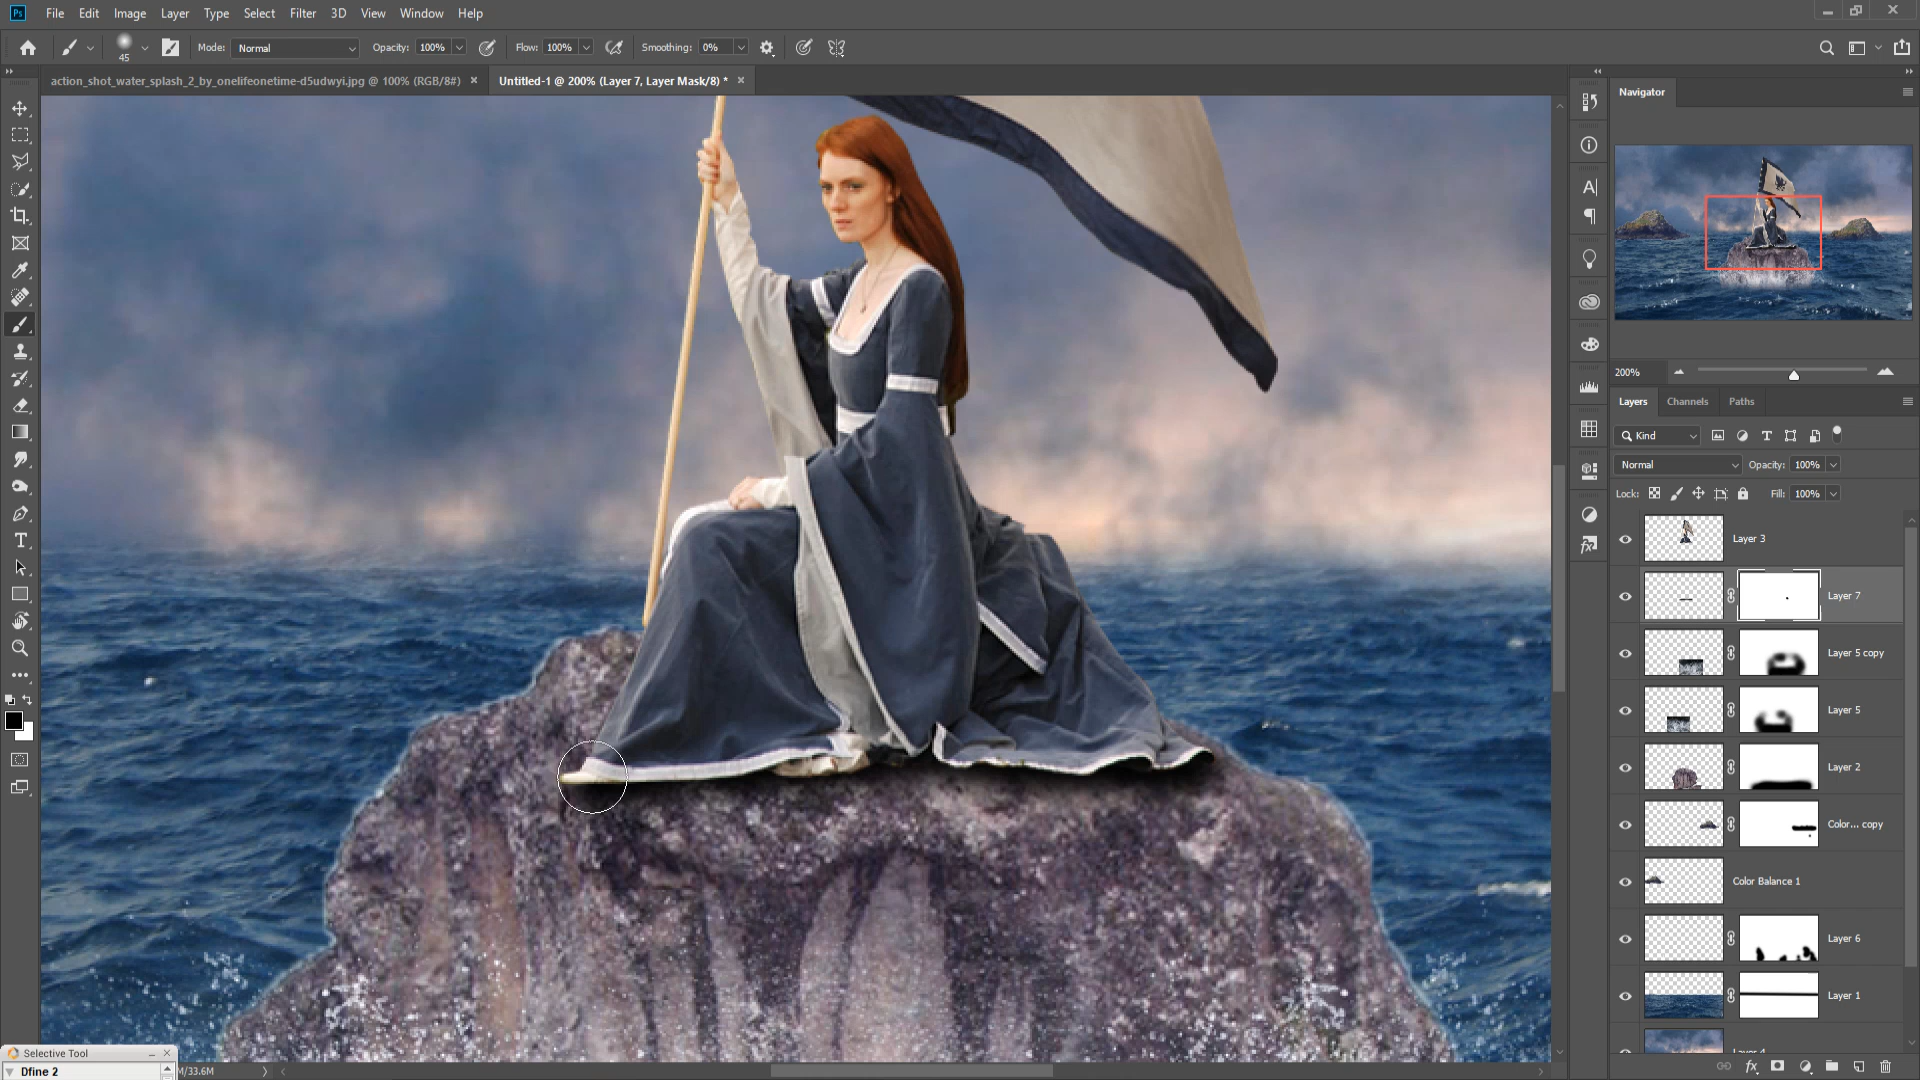 Ps File Edit Image Layer Type Select Filter 3D View Window Help
45 Mode: Normal Opacity: 100% Flow: 100% Smoothing: 0%
action_shot_water_splash_2_by_onelifeonetime-d5udwyi.jpg @ 100% (RGB/8#) × Untitled-1 @ 200% (Layer 7, Layer Mask/8) * ×
Navigator
200%
Layers Channels Paths
Kind
Normal Opacity: 100%
Lock: Fill: 100%
Layer 3
Layer 7
Layer 5 copy
Layer 5
Layer 2
Color... copy
Color Balance 1
Layer 6
Layer 1
Selective Tool
Dfine 2
M/33.6M